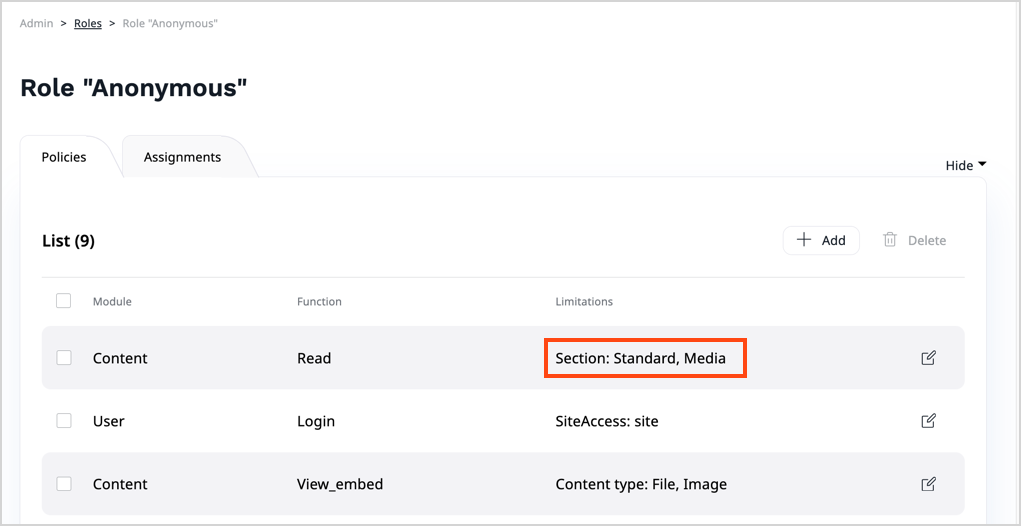 Admin > Roles > Role "Anonymous"
Role "Anonymous"
Policies Assignments
Hide
List (9)
Add Delete
Module Function Limitations
Content Read Section: Standard, Media
User Login SiteAccess: site
Content View_embed Content type: File, Image